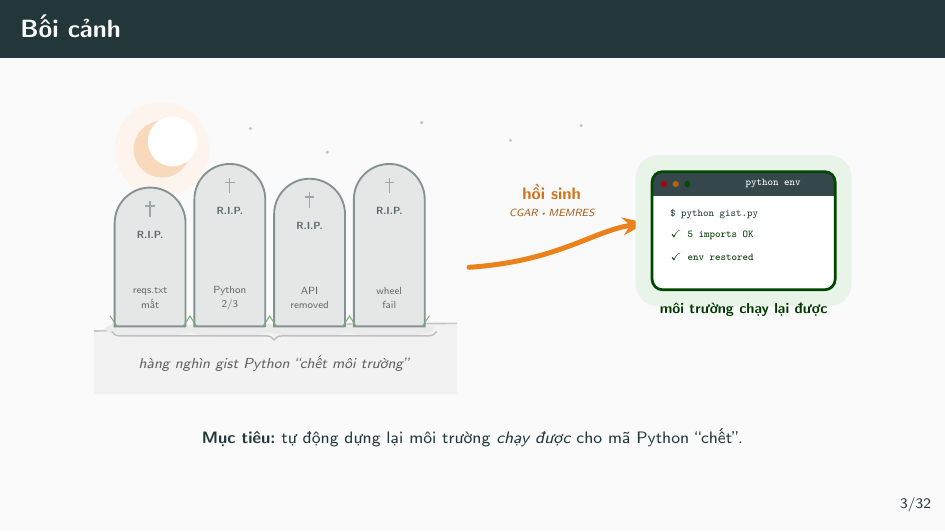 Bối cảnh
R.I.P.
reqs.txt
mất
R.I.P.
Python
2/3
R.I.P.
API
removed
R.I.P.
wheel
fail
hàng nghìn gist Python “chết môi trường”
hồi sinh
CGAR • MEMRES
python env
$ python gist.py
✓ 5 imports OK
✓ env restored
môi trường chạy lại được
Mục tiêu: tự động dựng lại môi trường chạy được cho mã Python “chết”.
3/32